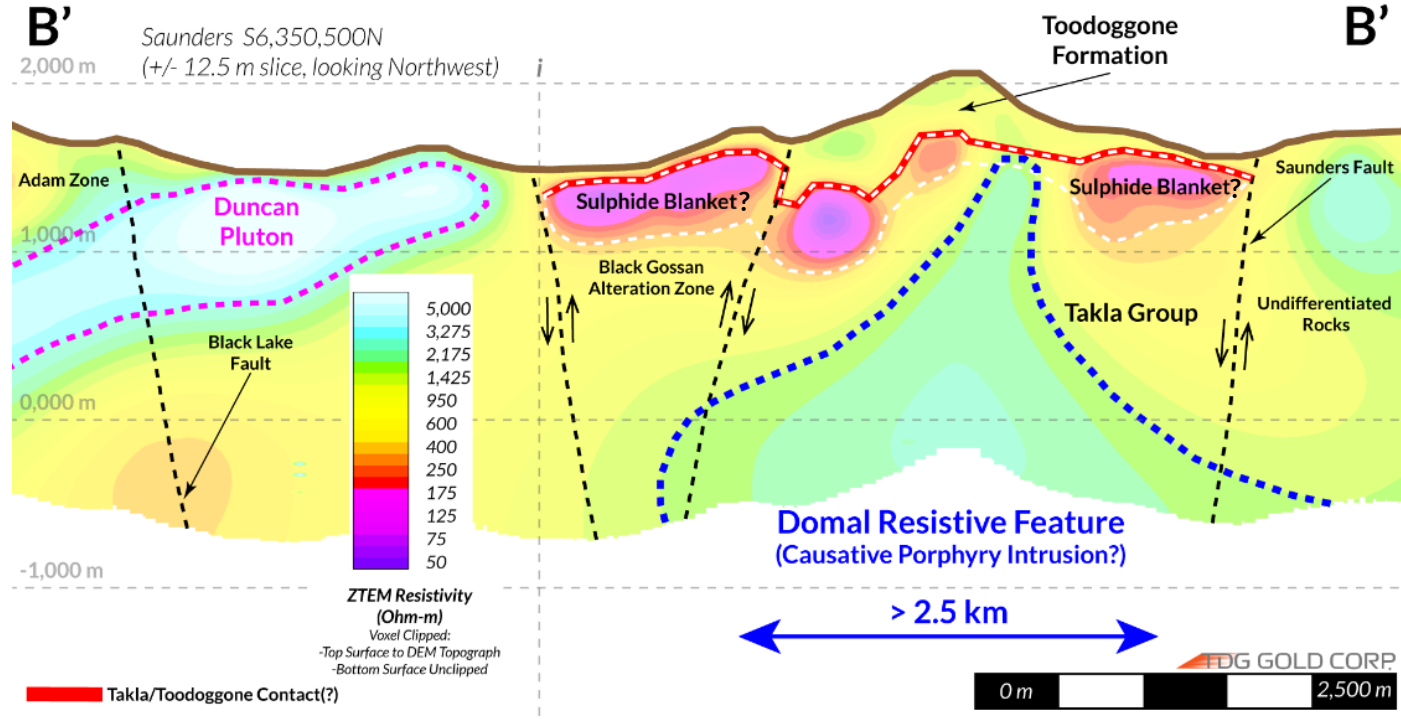 B’
B’
Saunders S6,350,500N
(+/- 12.5 m slice, looking Northwest)
i
Toodoggone
Formation
2,000 m
Adam Zone
Duncan
Pluton
Sulphide Blanket?
Sulphide Blanket?
Saunders Fault
1,000 m
Black Gossan
Alteration Zone
Takla Group
Undifferentiated
Rocks
Black Lake
Fault
0,000 m
5,000
3,275
2,175
1,425
950
600
400
250
175
125
75
50
Domal Resistive Feature
(Causative Porphyry Intrusion?)
-1,000 m
ZTEM Resistivity
(Ohm-m)
Voxel Clipped:
-Top Surface to DEM Topograph
-Bottom Surface Unclipped
> 2.5 km
TDG GOLD CORP.
0 m
2,500 m
Takla/Toodoggone Contact(?)